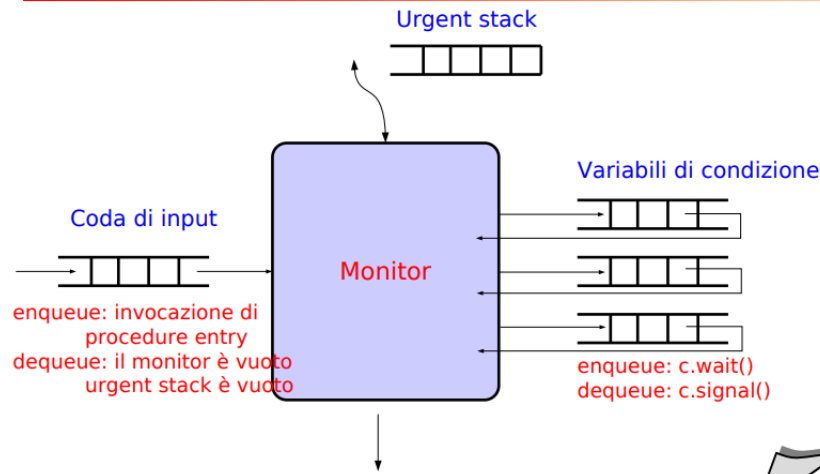 Urgent stack
Variabili di condizione
Coda di input
Monitor
enqueue: invocazione di
procedure entry
dequeue: il monitor è vuoto
urgent stack è vuoto
enqueue: c.wait()
dequeue: c.signal()